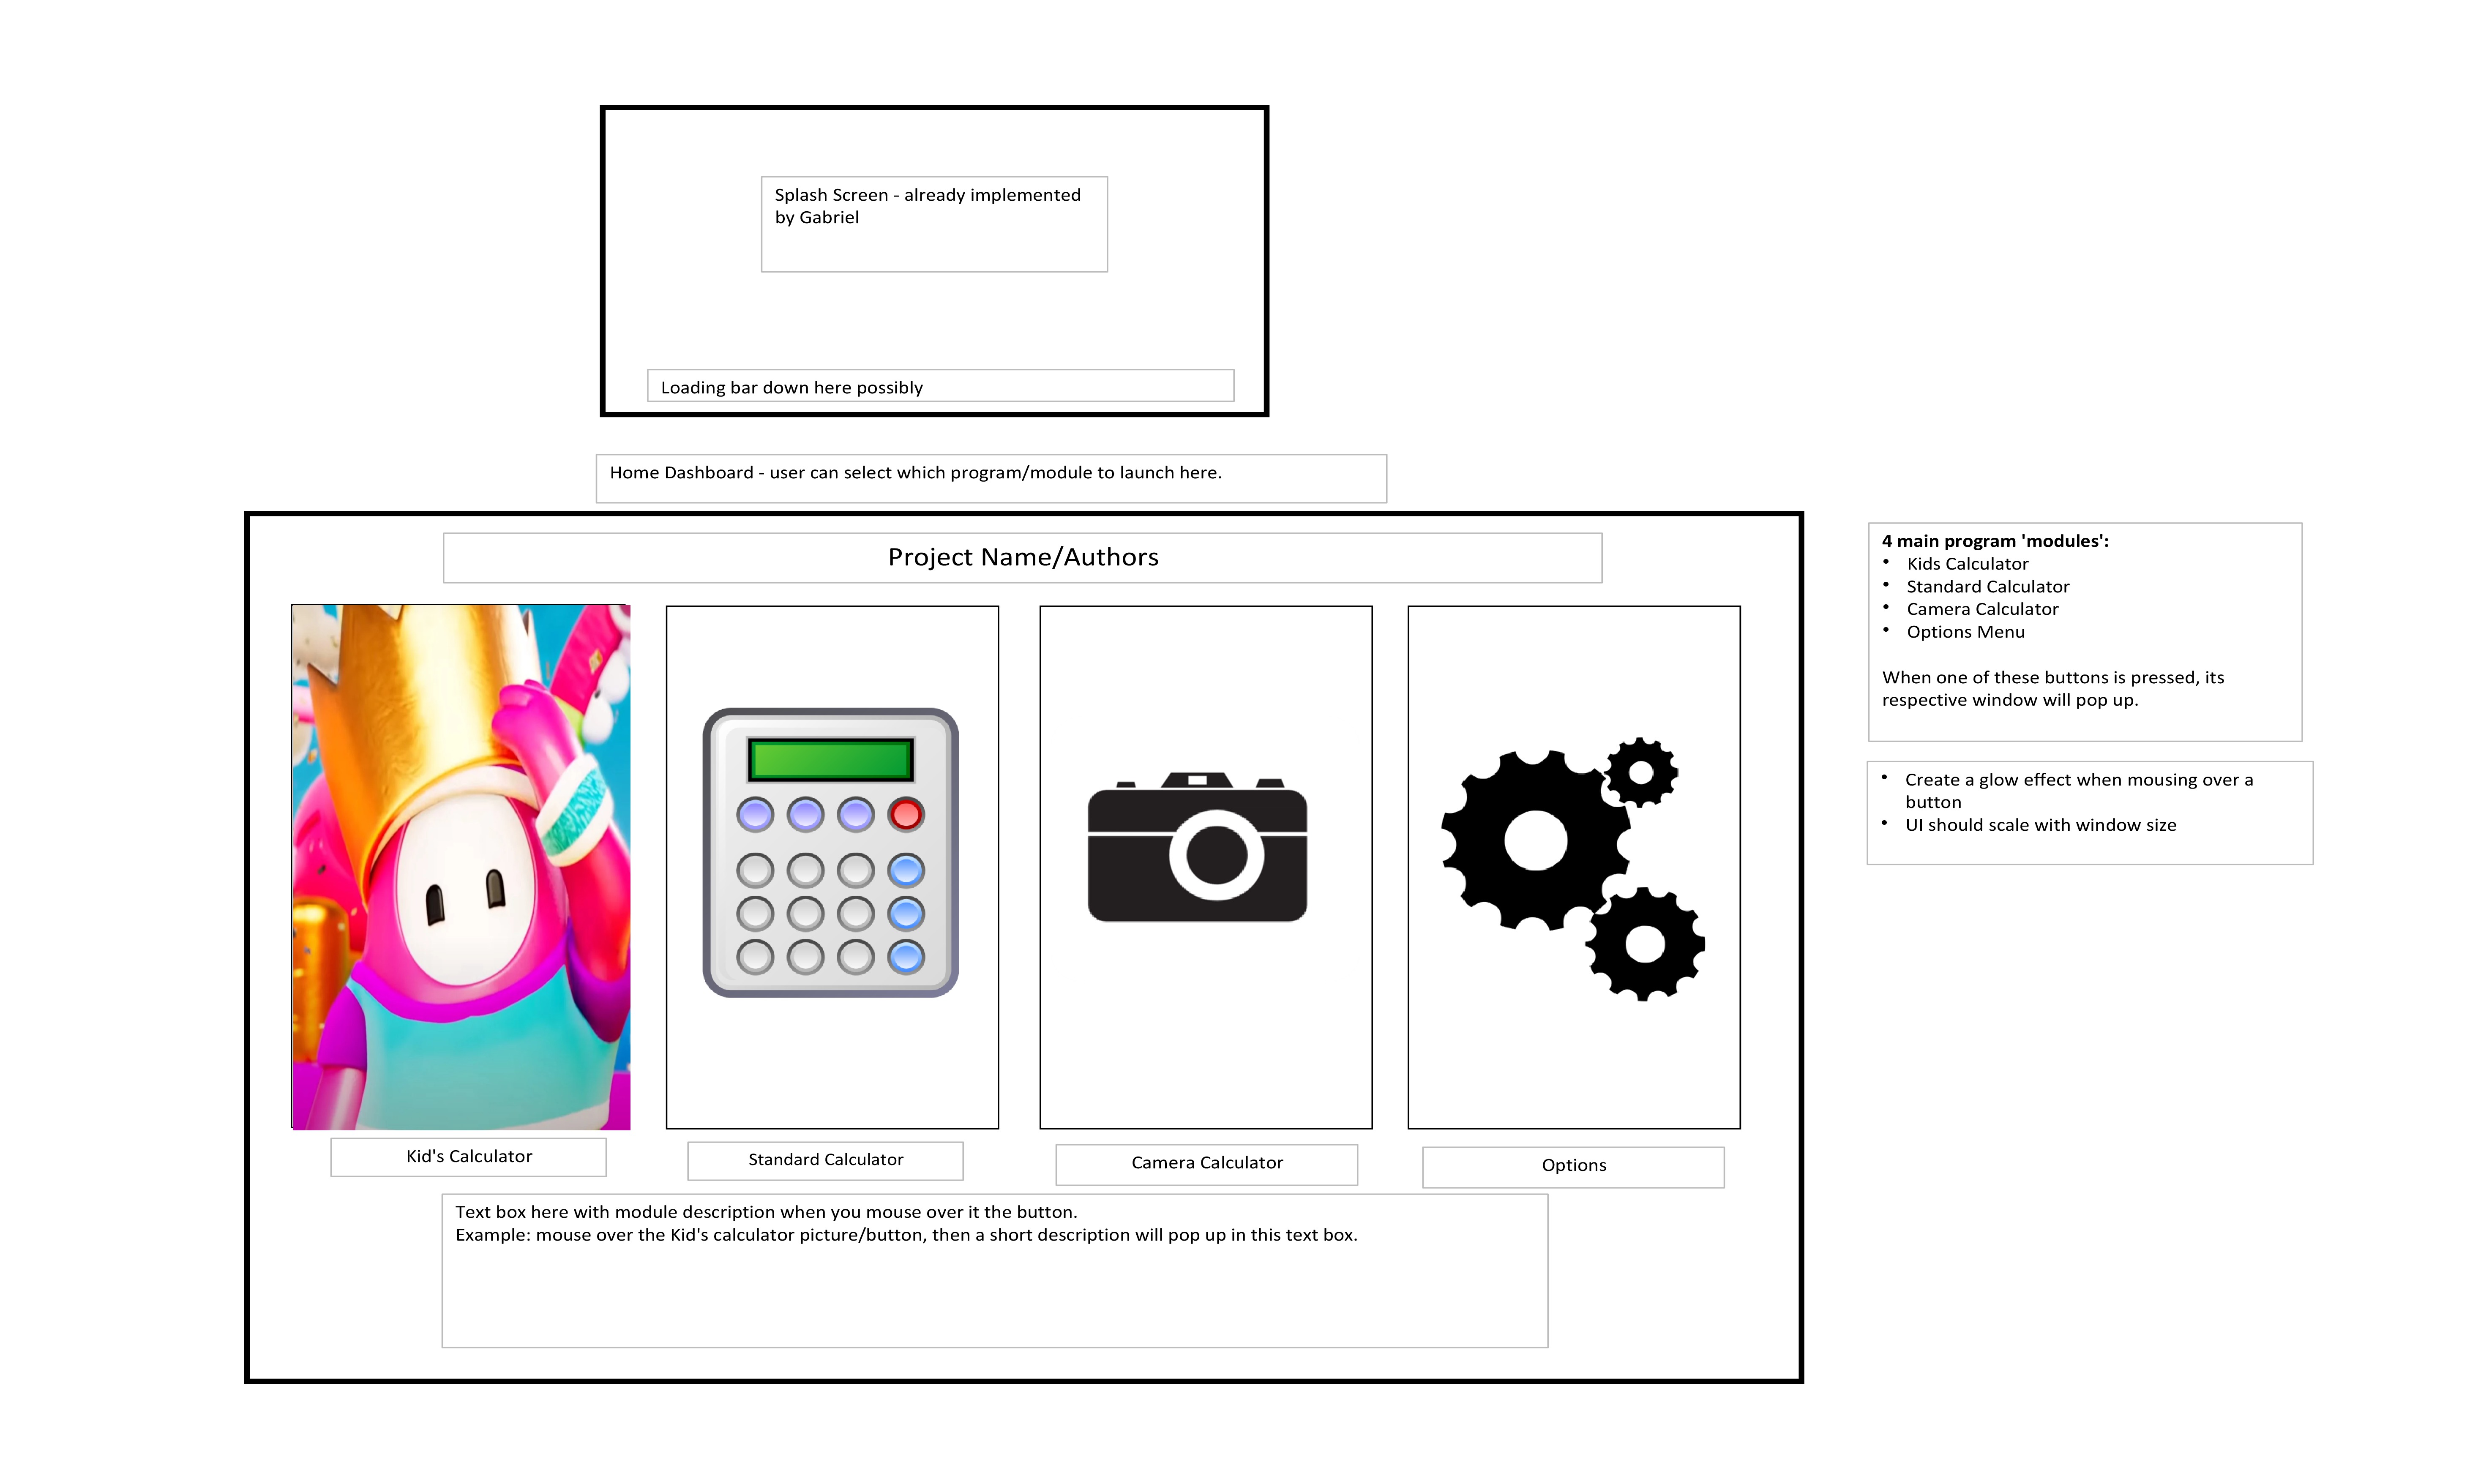 Splash Screen - already implemented
by Gabriel
Loading bar down here possibly
Home Dashboard - user can select which program/module to launch here.
Project Name/Authors
Kid's Calculator
Standard Calculator
Camera Calculator
Options
Text box here with module description when you mouse over it the button.
Example: mouse over the Kid's calculator picture/button, then a short description will pop up in this text box.
4 main program 'modules':
• Kids Calculator
• Standard Calculator
• Camera Calculator
• Options Menu
When one of these buttons is pressed, its
respective window will pop up.
• Create a glow effect when mousing over a
button
• UI should scale with window size